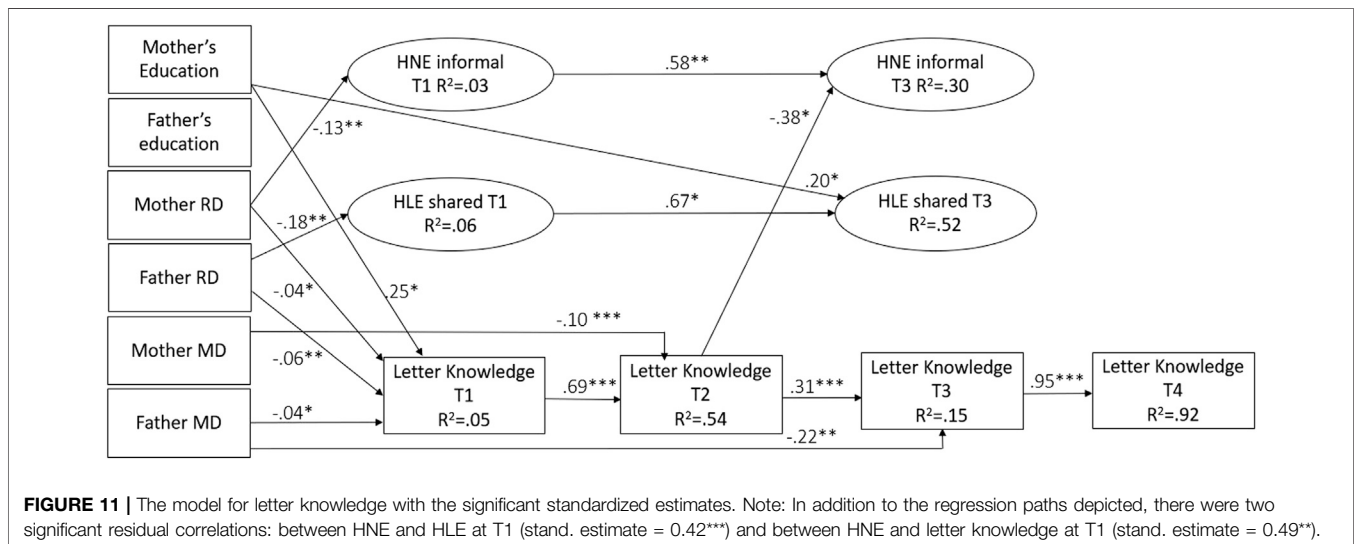 Mother's
Education
Father's
education
Mother RD
Father RD
Mother MD
Father MD
HNE informal
T1 R²=.03
.58**
HNE informal
T3 R²=.30
-.13**
-.38*
HLE shared T1
R²=.06
.67*
.20*
HLE shared T3
R²=.52
-.18**
-.04*
.25*
-.10 ***
-.06**
-.04*
Letter Knowledge
T1
R²=.05
.69***
Letter Knowledge
T2
R²=.54
.31***
Letter Knowledge
T3
R²=.15
.95***
Letter Knowledge
T4
R²=.92
-.22**
FIGURE 11 | The model for letter knowledge with the significant standardized estimates. Note: In addition to the regression paths depicted, there were two
significant residual correlations: between HNE and HLE at T1 (stand. estimate = 0.42***) and between HNE and letter knowledge at T1 (stand. estimate = 0.49**).